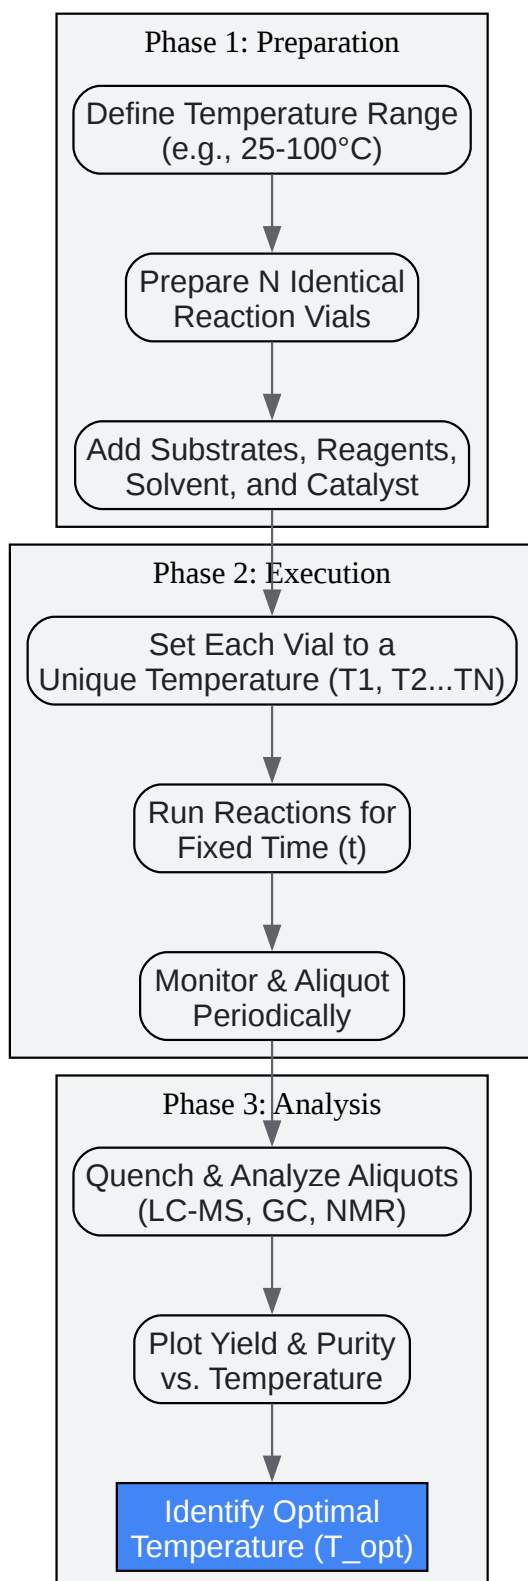 Phase 1: Preparation
Define Temperature Range
(e.g., 25-100°C)
Prepare N Identical
Reaction Vials
Add Substrates, Reagents,
Solvent, and Catalyst
Phase 2: Execution
Set Each Vial to a
Unique Temperature (T1, T2...TN)
Run Reactions for
Fixed Time (t)
Monitor & Aliquot
Periodically
Phase 3: Analysis
Quench & Analyze Aliquots
(LC-MS, GC, NMR)
Plot Yield & Purity
vs. Temperature
Identify Optimal
Temperature (T_opt)